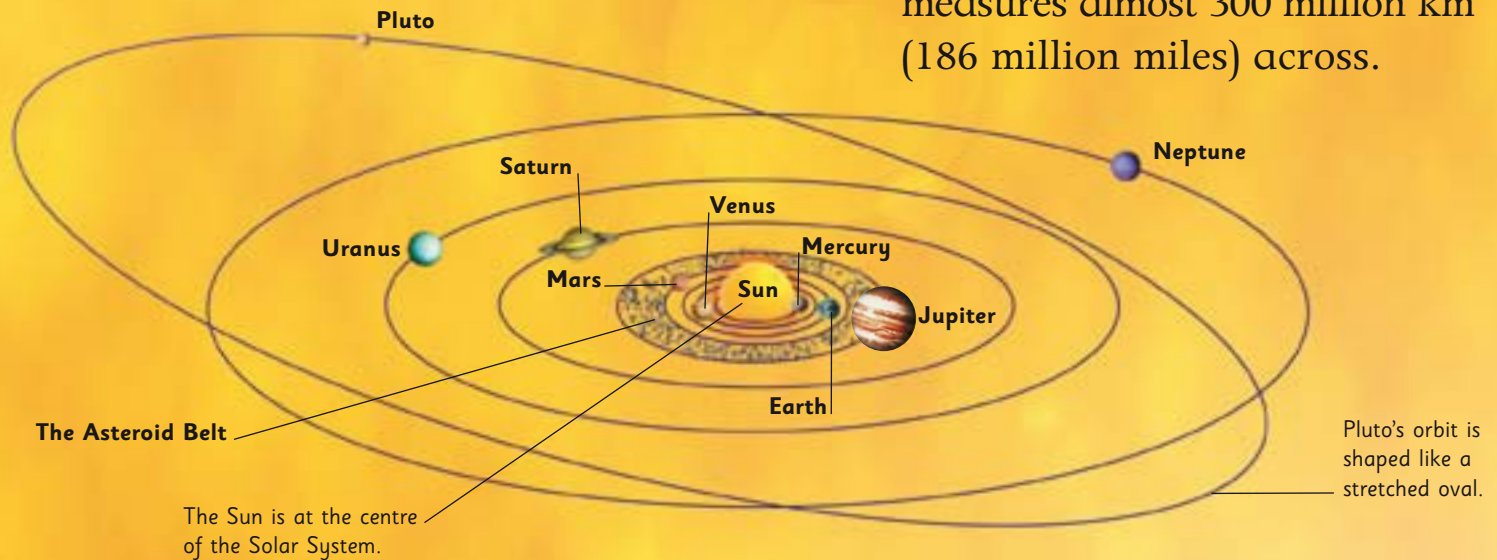 measures almost 300 million km
(186 million miles) across.
Pluto
Neptune
Saturn
Venus
Uranus
Mercury
Mars
Sun
Jupiter
Earth
The Asteroid Belt
Pluto’s orbit is
shaped like a
stretched oval.
The Sun is at the centre
of the Solar System.